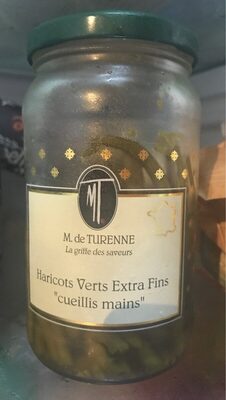 MT
M. de TURENNE
La griffe des saveurs
Haricots Verts Extra Fins
"cueillis mains"